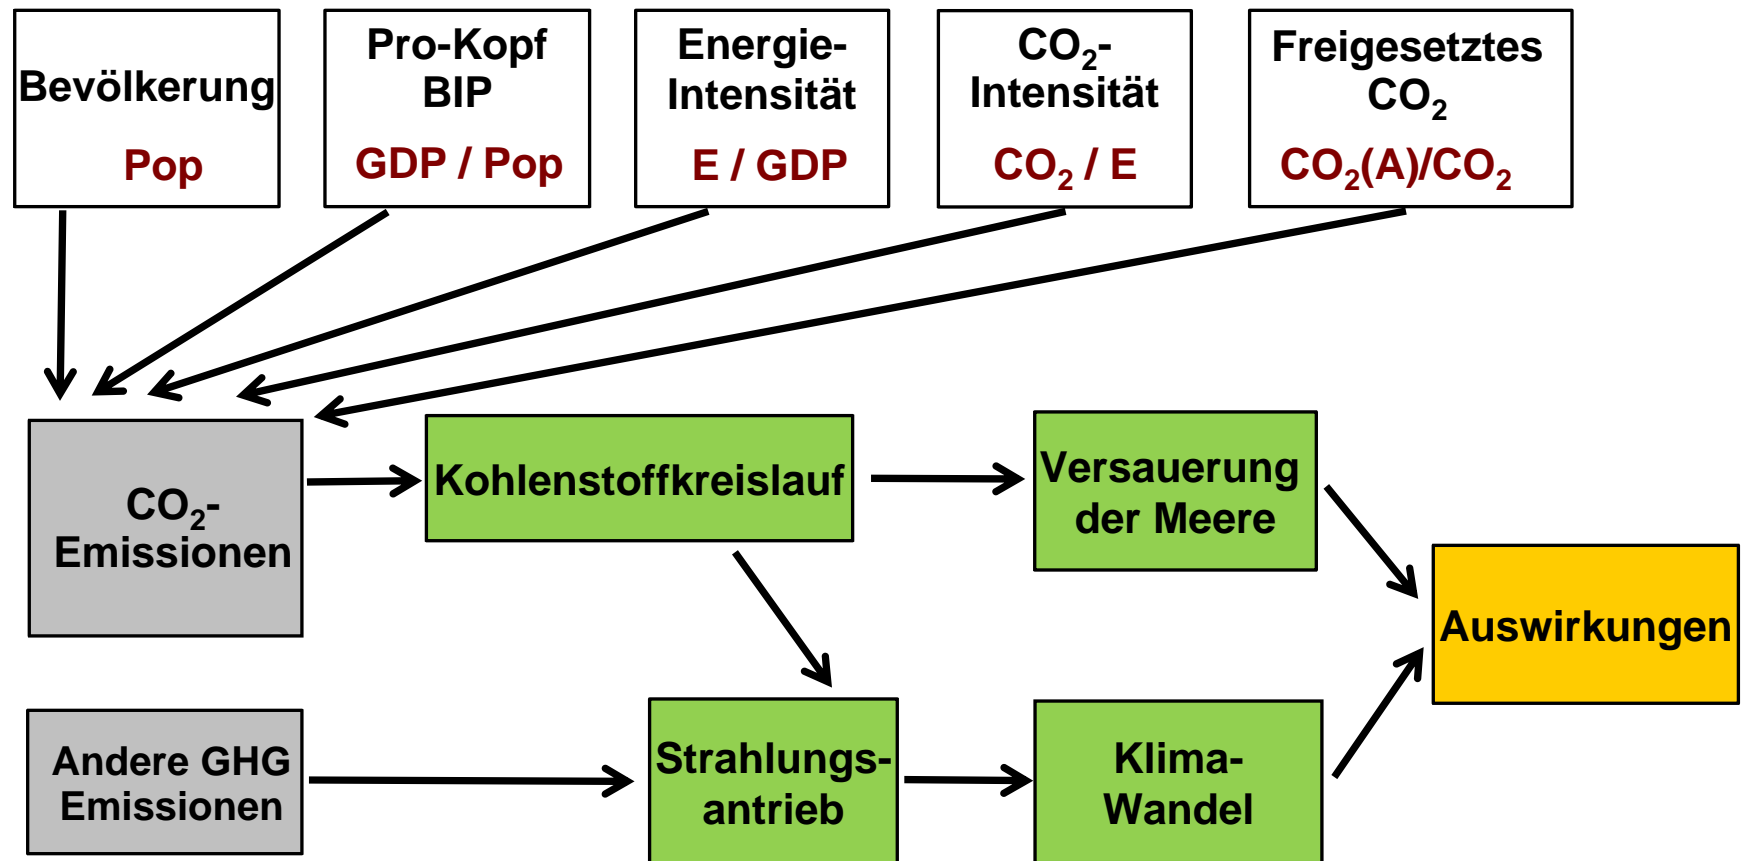 Bevölkerung
Pop
Pro-Kopf
BIP
GDP / Pop
Energie-
Intensität
E / GDP
CO₂-
Intensität
CO₂ / E
Freigesetztes
CO₂
CO₂(A)/CO₂
CO₂-
Emissionen
Kohlenstoffkreislauf
Versauerung
der Meere
Auswirkungen
Andere GHG
Emissionen
Strahlungs-
antrieb
Klima-
Wandel